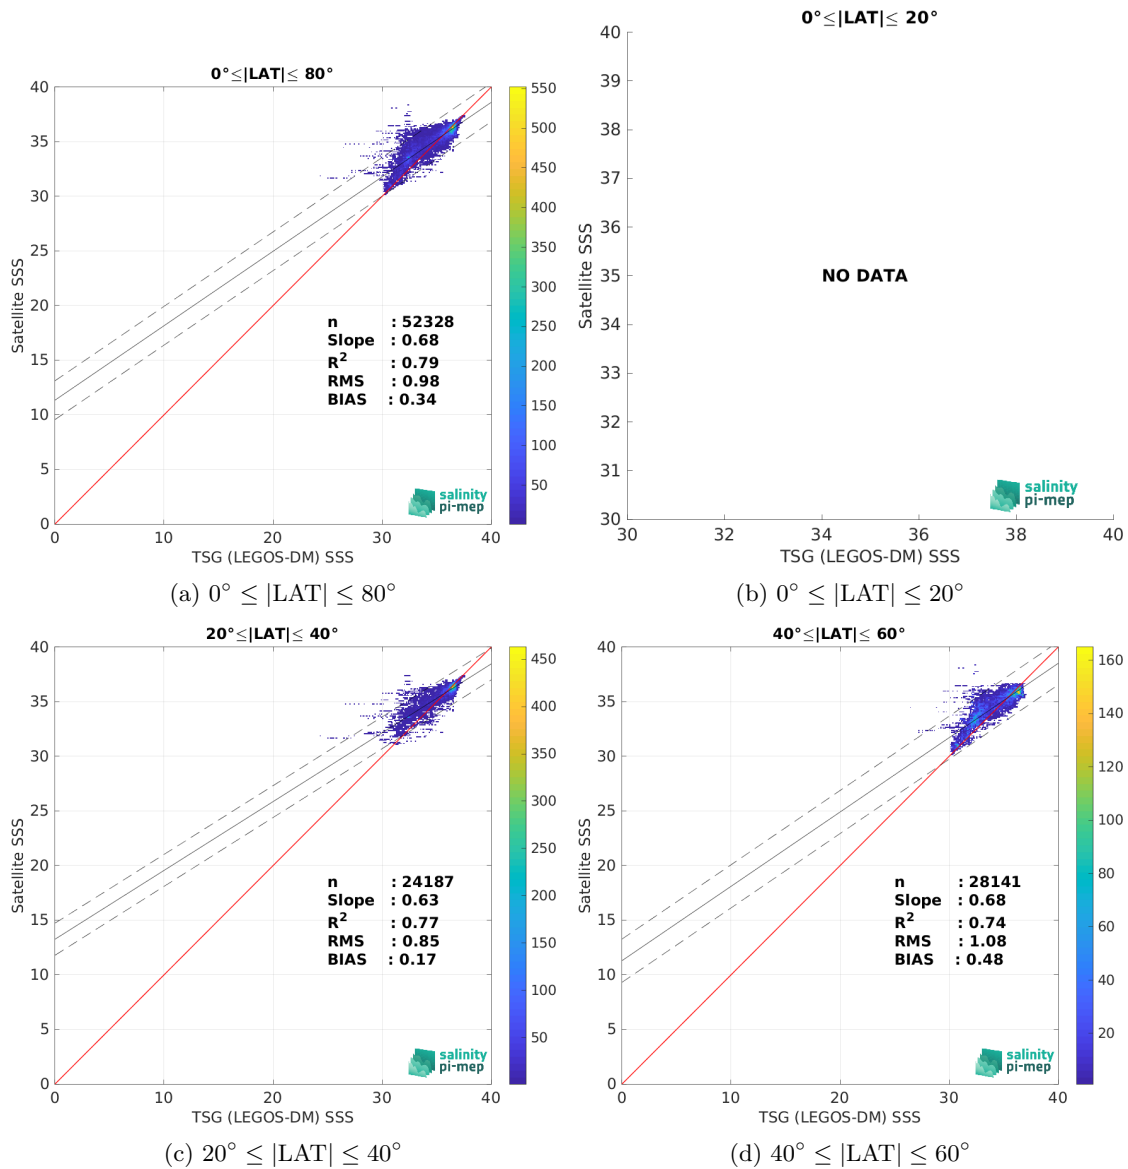 0°≤|LAT|≤ 80°
Satellite SSS
40
35
30
25
20
15
10
5
0
0 10 20 30 40
TSG (LEGOS-DM) SSS
n : 52328
Slope : 0.68
R2 : 0.79
RMS : 0.98
BIAS : 0.34
salinity
pi-mep
550
500
450
400
350
300
250
200
150
100
50
(a) 0° ≤ |LAT| ≤ 80°
0°≤|LAT|≤ 20°
Satellite SSS
40
39
38
37
36
35
34
33
32
31
30
30 32 34 36 38 40
TSG (LEGOS-DM) SSS
NO DATA
salinity
pi-mep
(b) 0° ≤ |LAT| ≤ 20°
20°≤|LAT|≤ 40°
Satellite SSS
40
35
30
25
20
15
10
5
0
0 10 20 30 40
TSG (LEGOS-DM) SSS
n : 24187
Slope : 0.63
R2 : 0.77
RMS : 0.85
BIAS : 0.17
salinity
pi-mep
450
400
350
300
250
200
150
100
50
(c) 20° ≤ |LAT| ≤ 40°
40°≤|LAT|≤ 60°
Satellite SSS
40
35
30
25
20
15
10
5
0
0 10 20 30 40
TSG (LEGOS-DM) SSS
n : 28141
Slope : 0.68
R2 : 0.74
RMS : 1.08
BIAS : 0.48
salinity
pi-mep
160
140
120
100
80
60
40
20
(d) 40° ≤ |LAT| ≤ 60°